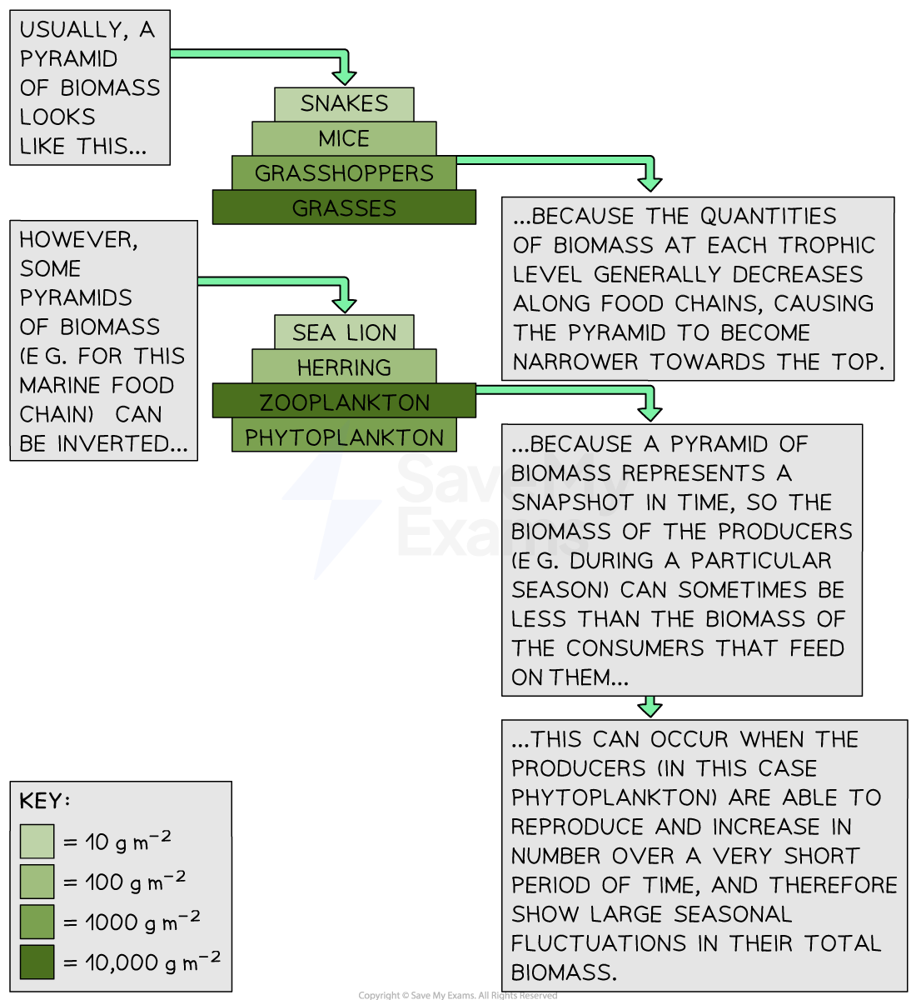 USUALLY, A
PYRAMID
OF BIOMASS
LOOKS
LIKE THIS...
SNAKES
MICE
GRASSHOPPERS
GRASSES
...BECAUSE THE QUANTITIES
OF BIOMASS AT EACH TROPHIC
LEVEL GENERALLY DECREASES
ALONG FOOD CHAINS, CAUSING
THE PYRAMID TO BECOME
NARROWER TOWARDS THE TOP.
HOWEVER,
SOME
PYRAMIDS
OF BIOMASS
(E G. FOR THIS
MARINE FOOD
CHAIN) CAN
BE INVERTED...
SEA LION
HERRING
ZOOPLANKTON
PHYTOPLANKTON
...BECAUSE A PYRAMID OF
BIOMASS REPRESENTS A
SNAPSHOT IN TIME, SO THE
BIOMASS OF THE PRODUCERS
(E G. DURING A PARTICULAR
SEASON) CAN SOMETIMES BE
LESS THAN THE BIOMASS OF
THE CONSUMERS THAT FEED
ON THEM...
SaveMy
Exams
...THIS CAN OCCUR WHEN THE
PRODUCERS (IN THIS CASE
PHYTOPLANKTON) ARE ABLE TO
REPRODUCE AND INCREASE IN
NUMBER OVER A VERY SHORT
PERIOD OF TIME, AND THEREFORE
SHOW LARGE SEASONAL
FLUCTUATIONS IN THEIR TOTAL
BIOMASS.
KEY:
= 10 g m⁻²
= 100 g m⁻²
= 1000 g m⁻²
= 10,000 g m⁻²
Copyright © Save My Exams. All Rights Reserved